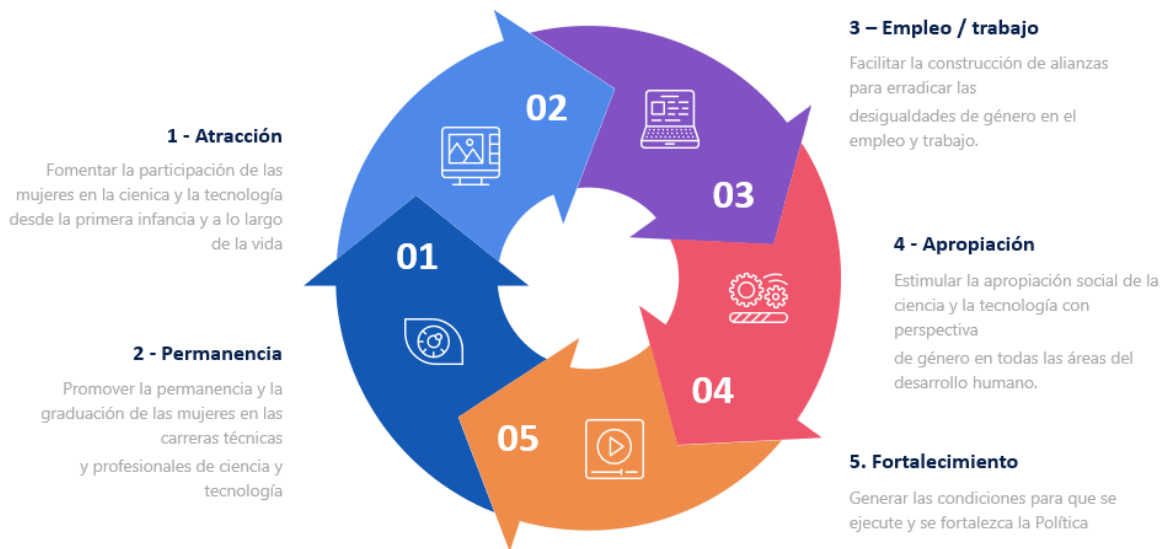 1 - Atracción
Fomentar la participación de las
mujeres en la cienica y la tecnología
desde la primera infancia y a lo largo
de la vida
2 - Permanencia
Promover la permanencia y la
graduación de las mujeres en las
carreras técnicas
y profesionales de ciencia y
tecnología
01
02
03
04
05
3 – Empleo / trabajo
Facilitar la construcción de alianzas
para erradicar las
desigualdades de género en el
empleo y trabajo.
4 - Apropiación
Estimular la apropiación social de la
ciencia y la tecnología con
perspectiva
de género en todas las áreas del
desarrollo humano.
5. Fortalecimiento
Generar las condiciones para que se
ejecute y se fortalezca la Política